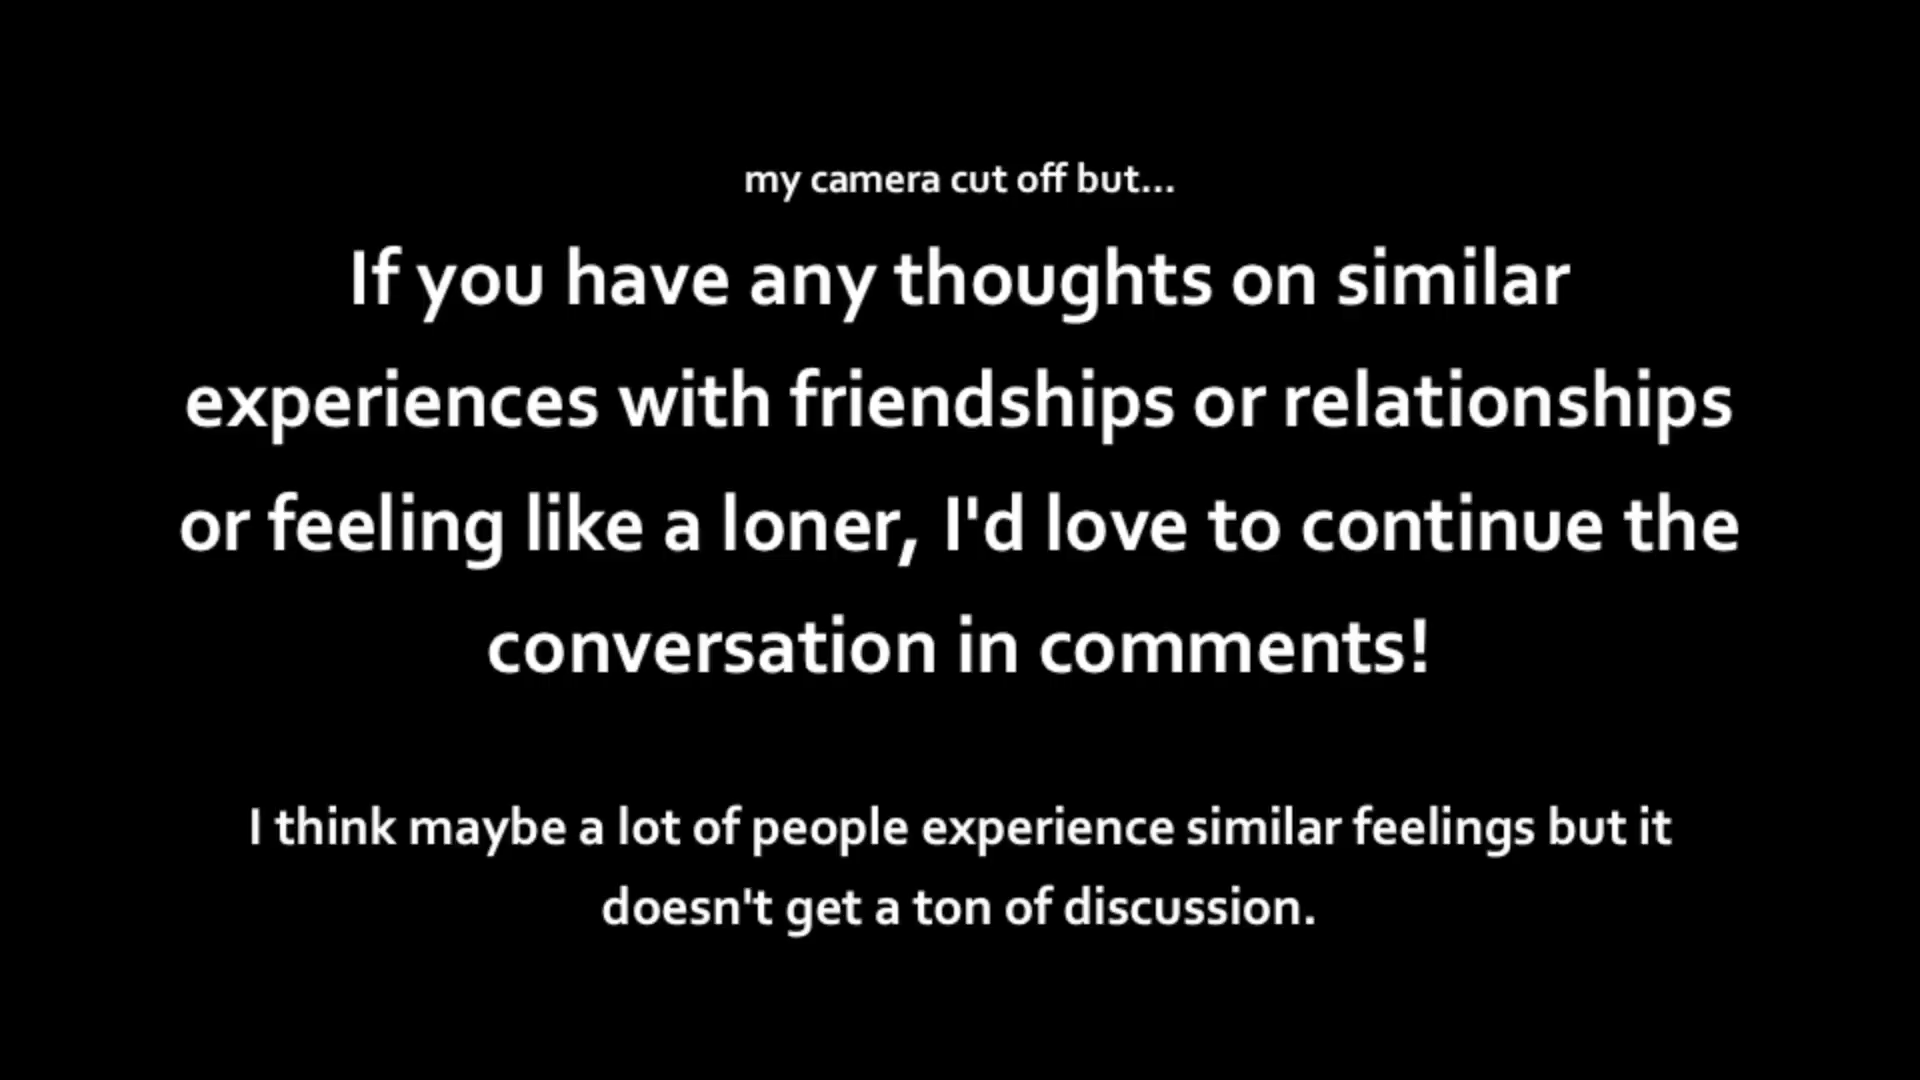 my camera cut off but...
If you have any thoughts on similar
experiences with friendships or relationships
or feeling like a loner, I'd love to continue the
conversation in comments!
I think maybe a lot of people experience similar feelings but it
doesn't get a ton of discussion.